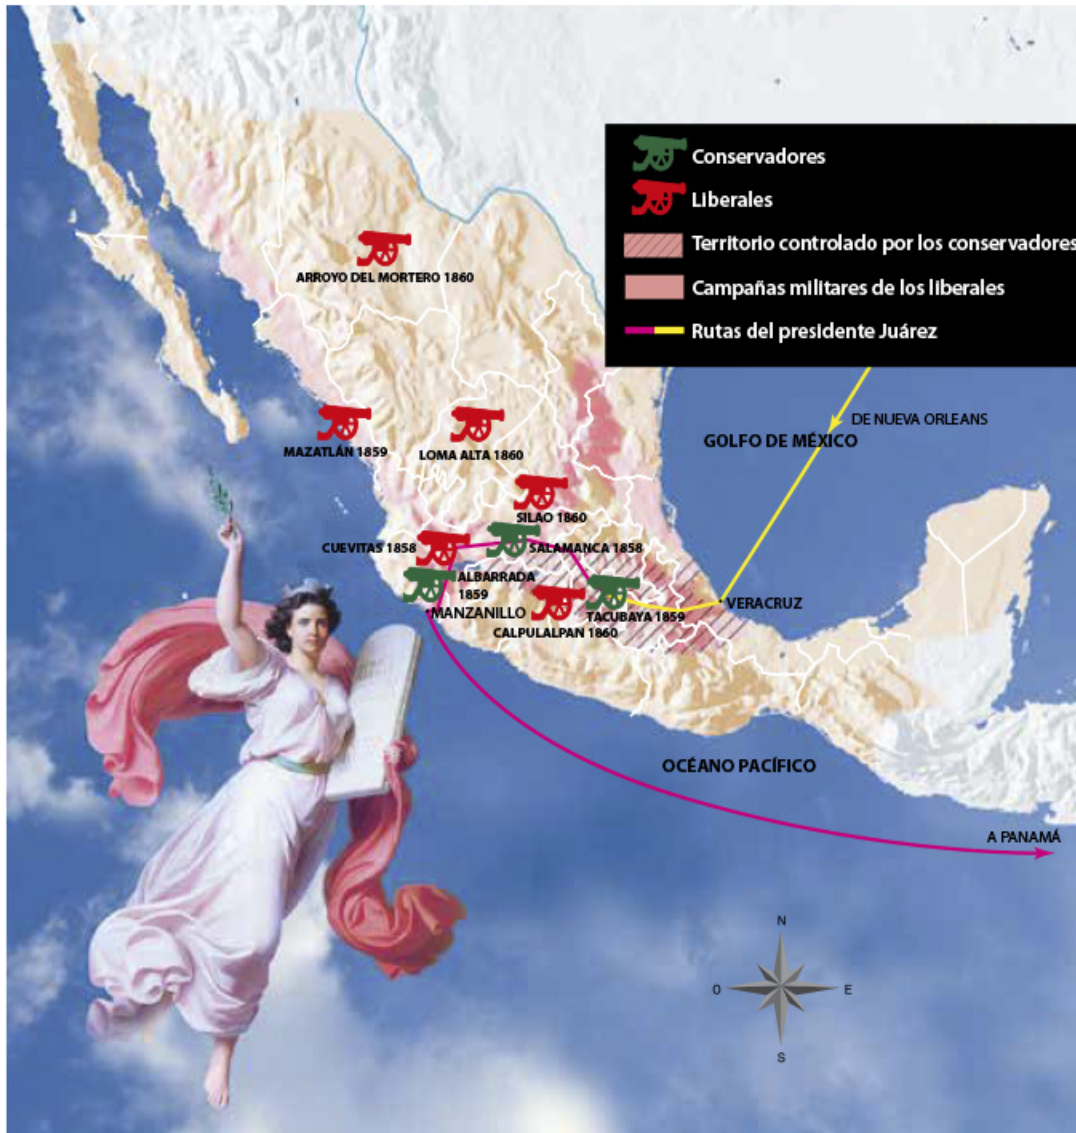 Conservadores
Liberales
Territorio controlado por los conservadores
Campañas militares de los liberales
Rutas del presidente Juárez
ARROYO DEL MORTERO 1860
DE NUEVA ORLEANS
GOLFO DE MÉXICO
MAZATLÁN 1859
LOMA ALTA 1860
SILAO 1860
CUEVITAS 1858
SALAMANCA 1858
ALBARRADA
1859
MANZANILLO
VERACRUZ
TACUBAYA 1859
CALPULALPAN 1860
OCÉANO PACÍFICO
A PANAMÁ
N
O
E
S